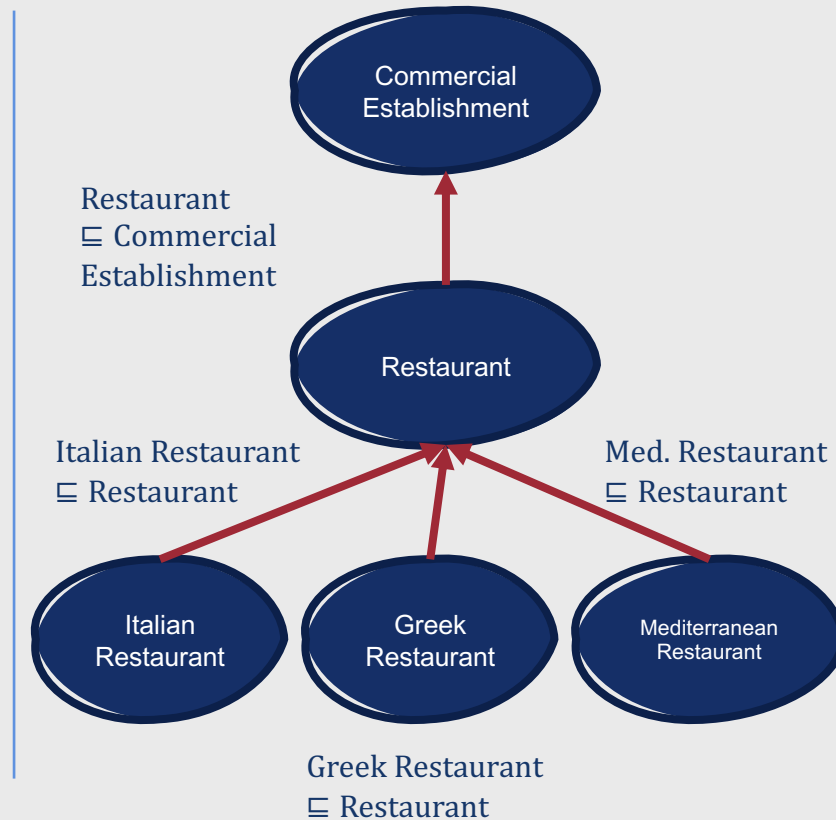 Commercial
Establishment
Restaurant
⊑ Commercial
Establishment
Restaurant
Italian Restaurant
⊑ Restaurant
Med. Restaurant
⊑ Restaurant
Italian
Restaurant
Greek
Restaurant
Mediterranean
Restaurant
Greek Restaurant
⊑ Restaurant